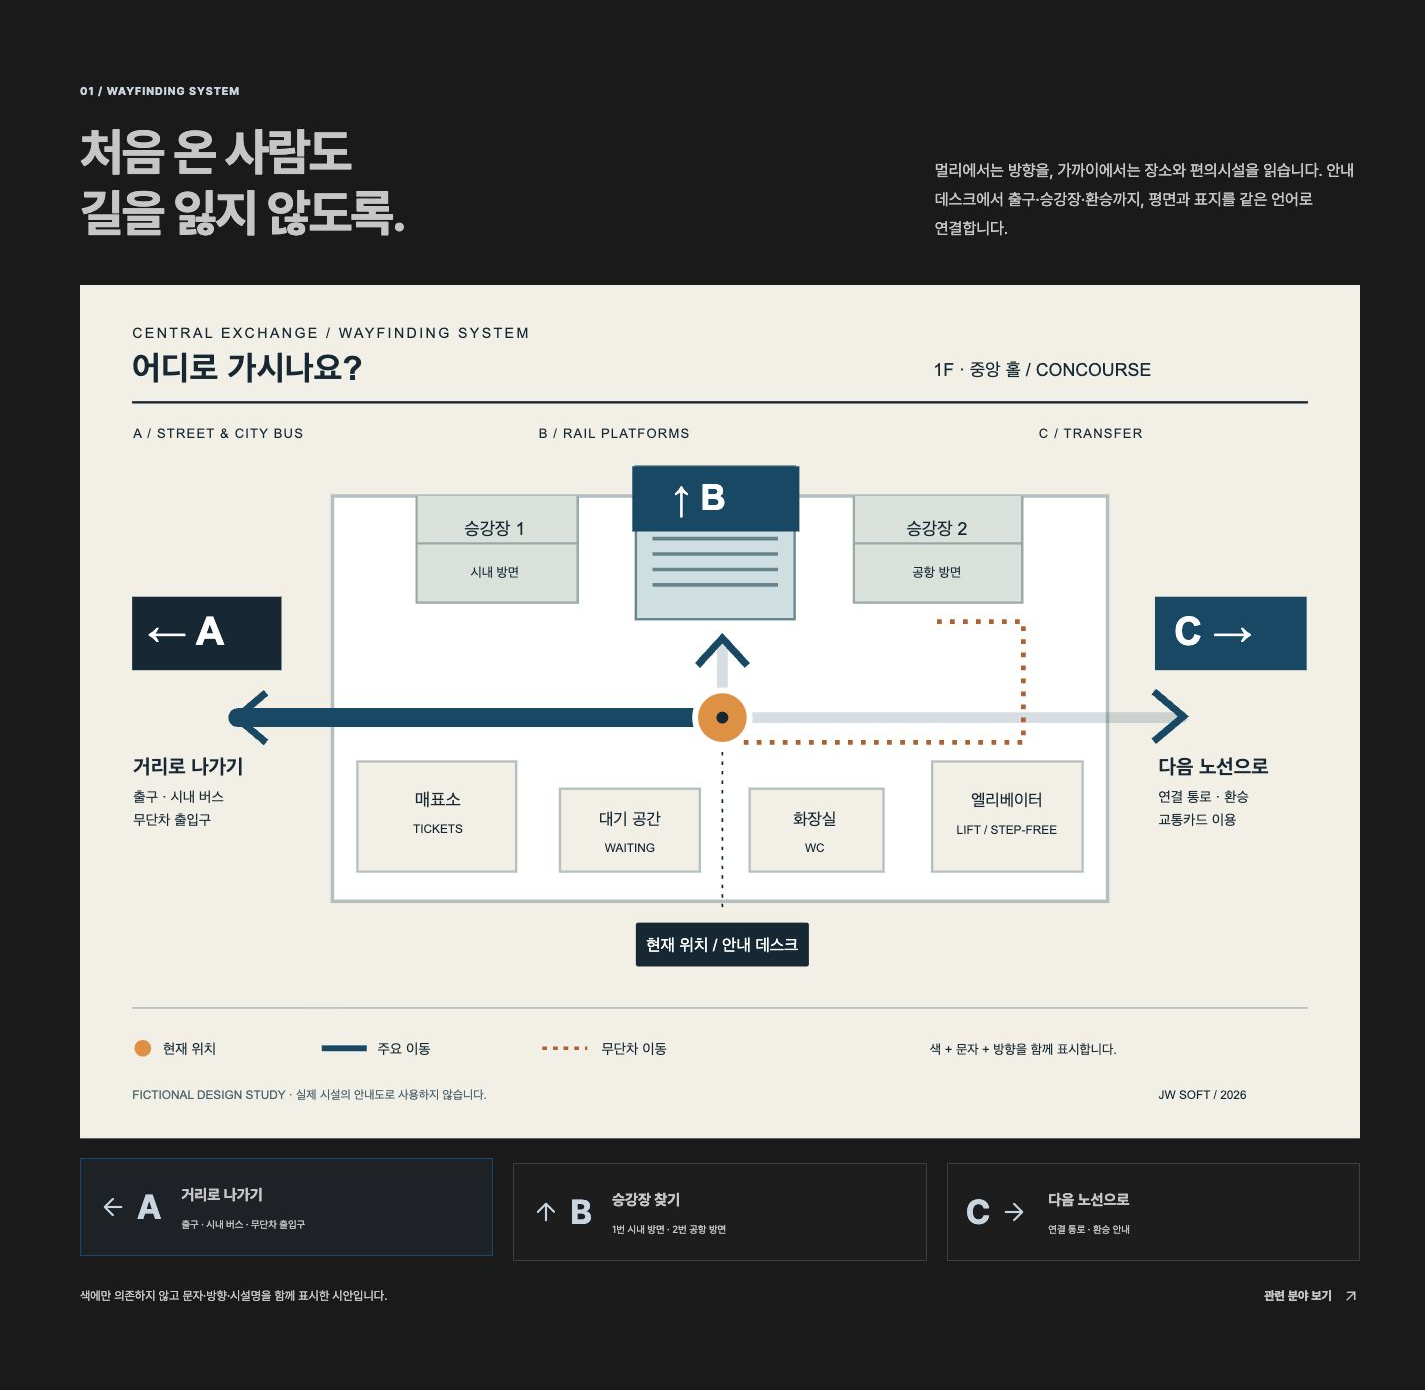 01 / WAYFINDING SYSTEM
처음 온 사람도
길을 잃지 않도록.
멀리에서는 방향을, 가까이에서는 장소와 편의시설을 읽습니다. 안내
데스크에서 출구·승강장·환승까지, 평면과 표지를 같은 언어로
연결합니다.
CENTRAL EXCHANGE / WAYFINDING SYSTEM
어디로 가시나요?
1F · 중앙 홀 / CONCOURSE
A / STREET & CITY BUS
B / RAIL PLATFORMS
C / TRANSFER
↑ B
승강장 1
시내 방면
승강장 2
공항 방면
← A
C →
거리로 나가기
출구 · 시내 버스
무단차 출입구
다음 노선으로
연결 통로 · 환승
교통카드 이용
매표소
TICKETS
대기 공간
WAITING
화장실
WC
엘리베이터
LIFT / STEP-FREE
현재 위치 / 안내 데스크
현재 위치
주요 이동
무단차 이동
색 + 문자 + 방향을 함께 표시합니다.
FICTIONAL DESIGN STUDY · 실제 시설의 안내도로 사용하지 않습니다.
JW SOFT / 2026
← A
거리로 나가기
출구 · 시내 버스 · 무단차 출입구
↑ B
승강장 찾기
1번 시내 방면 · 2번 공항 방면
C →
다음 노선으로
연결 통로 · 환승 안내
색에만 의존하지 않고 문자·방향·시설명을 함께 표시한 시안입니다.
관련 분야 보기 ↗